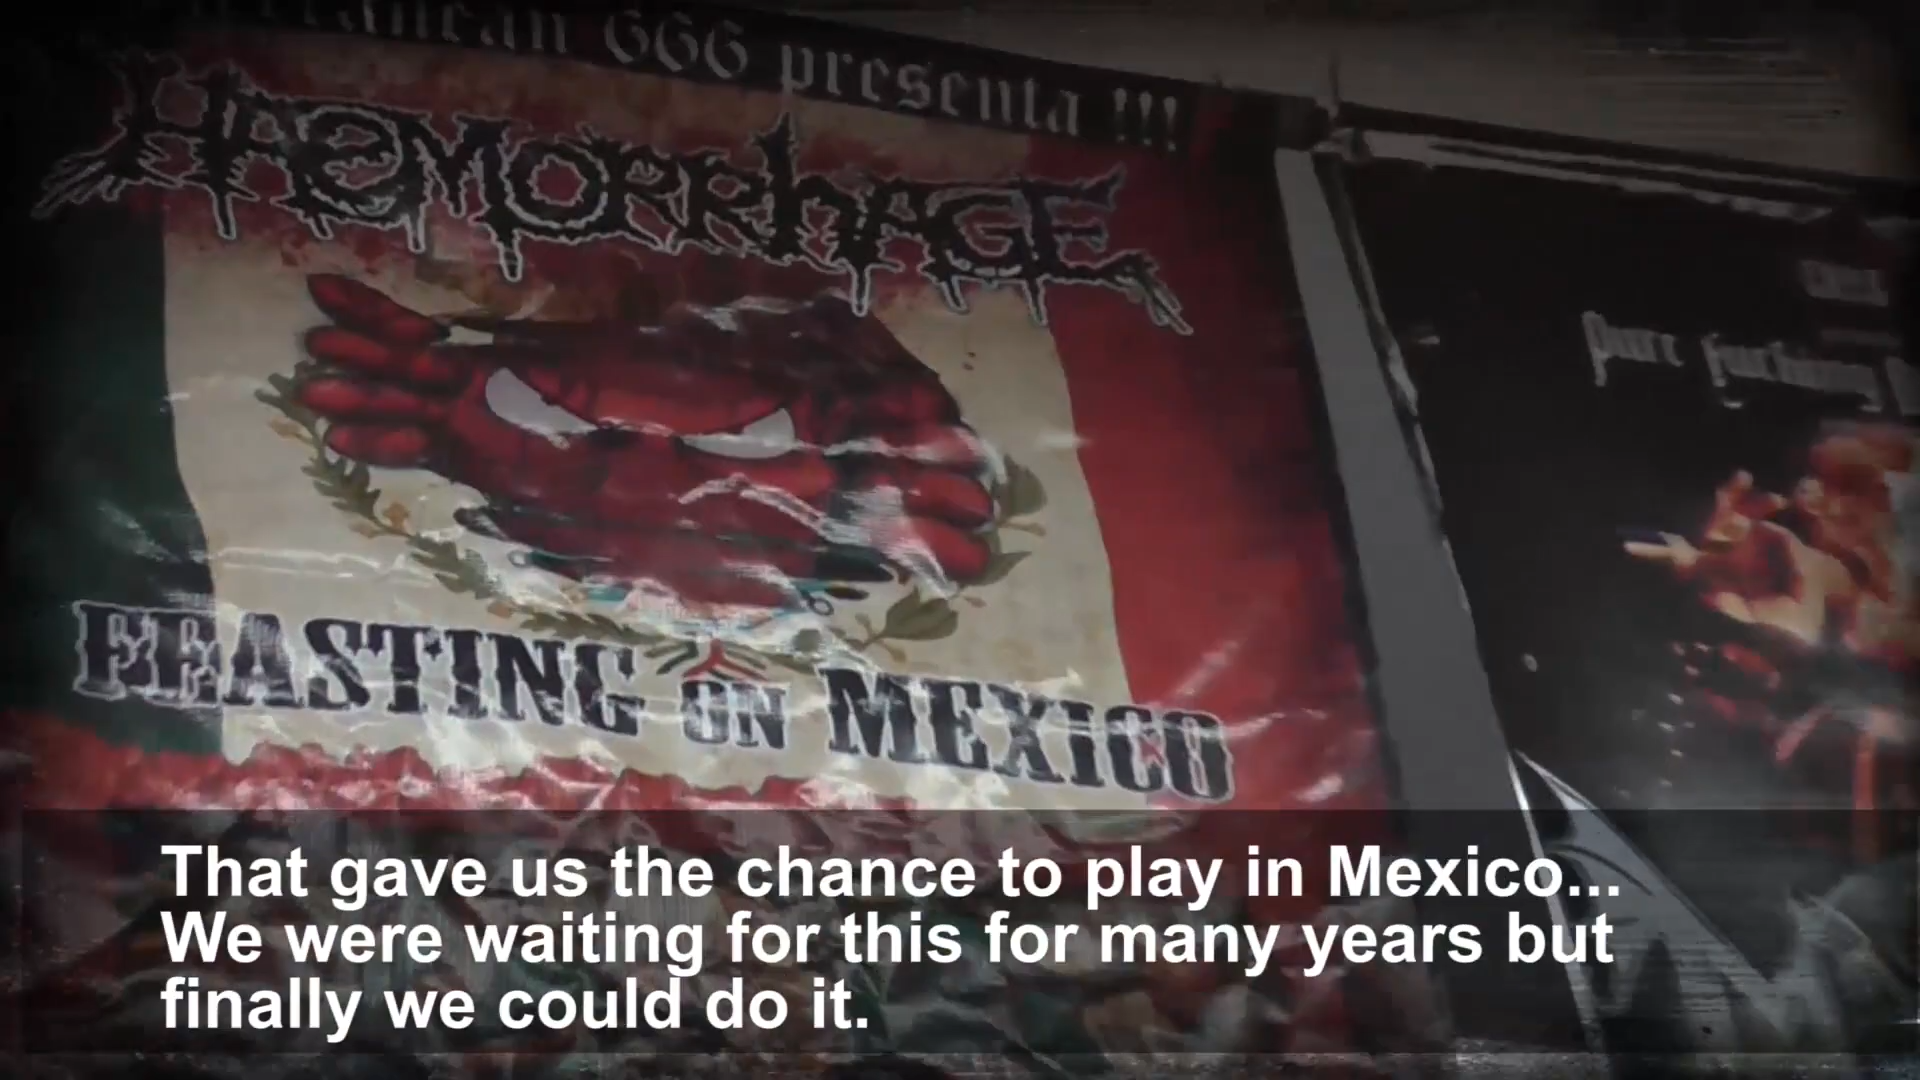 666 presenta !!!
HAEMORRHAGE
FEASTING ON MEXICO
That gave us the chance to play in Mexico...
We were waiting for this for many years but
finally we could do it.